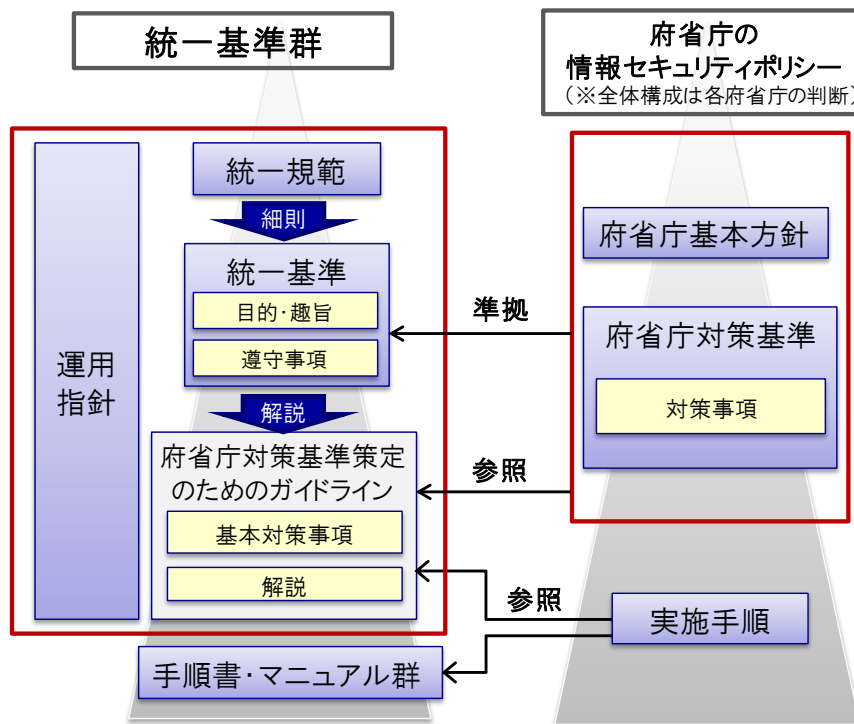 統一基準群
府省庁の
情報セキュリティポリシー
（※全体構成は各府省庁の判断）
運用
指針
統一規範
細則
統一基準
目的・趣旨
遵守事項
解説
府省庁対策基準策定
のためのガイドライン
基本対策事項
解説
手順書・マニュアル群
準拠
参照
参照
府省庁基本方針
府省庁対策基準
対策事項
実施手順